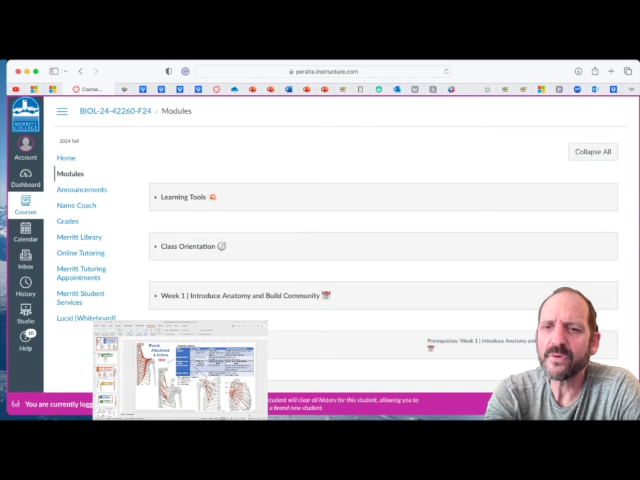 peralta.instructure.com
Course...
MERRITT COLLEGE
BIOL-24-42260-F24 › Modules
2024 Fall
Collapse All
Account
Dashboard
Courses
Calendar
Inbox
History
Studio
10
Help
Home
Modules
Announcements
Name Coach
Grades
Merritt Library
Online Tutoring
Merritt Tutoring
Appointments
Merritt Student
Services
Lucid (Whiteboard)
Learning Tools
Class Orientation
Week 1 | Introduce Anatomy and Build Community
Prerequisites: Week 1 | Introduce Anatomy and
Muscle
Attachment
& Actions
You are currently logg
student will clear all history for this student, allowing you to
a brand new student.